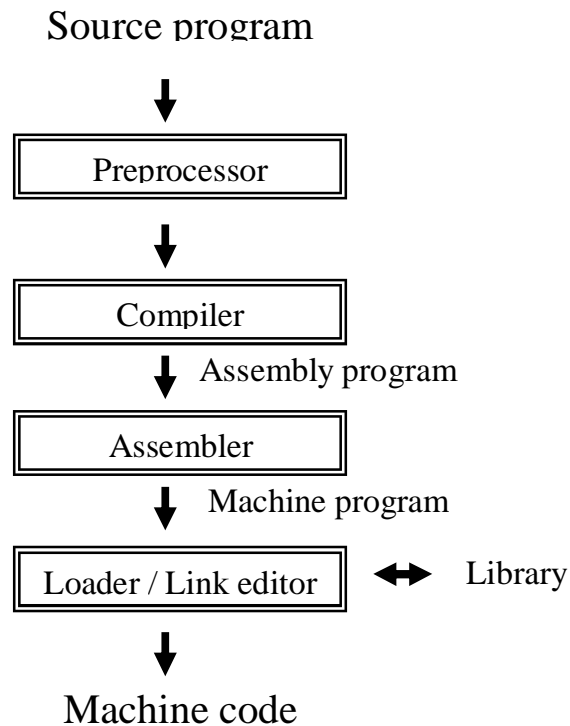 Source program
Preprocessor
Compiler
Assembly program
Assembler
Machine program
Loader / Link editor
Library
Machine code